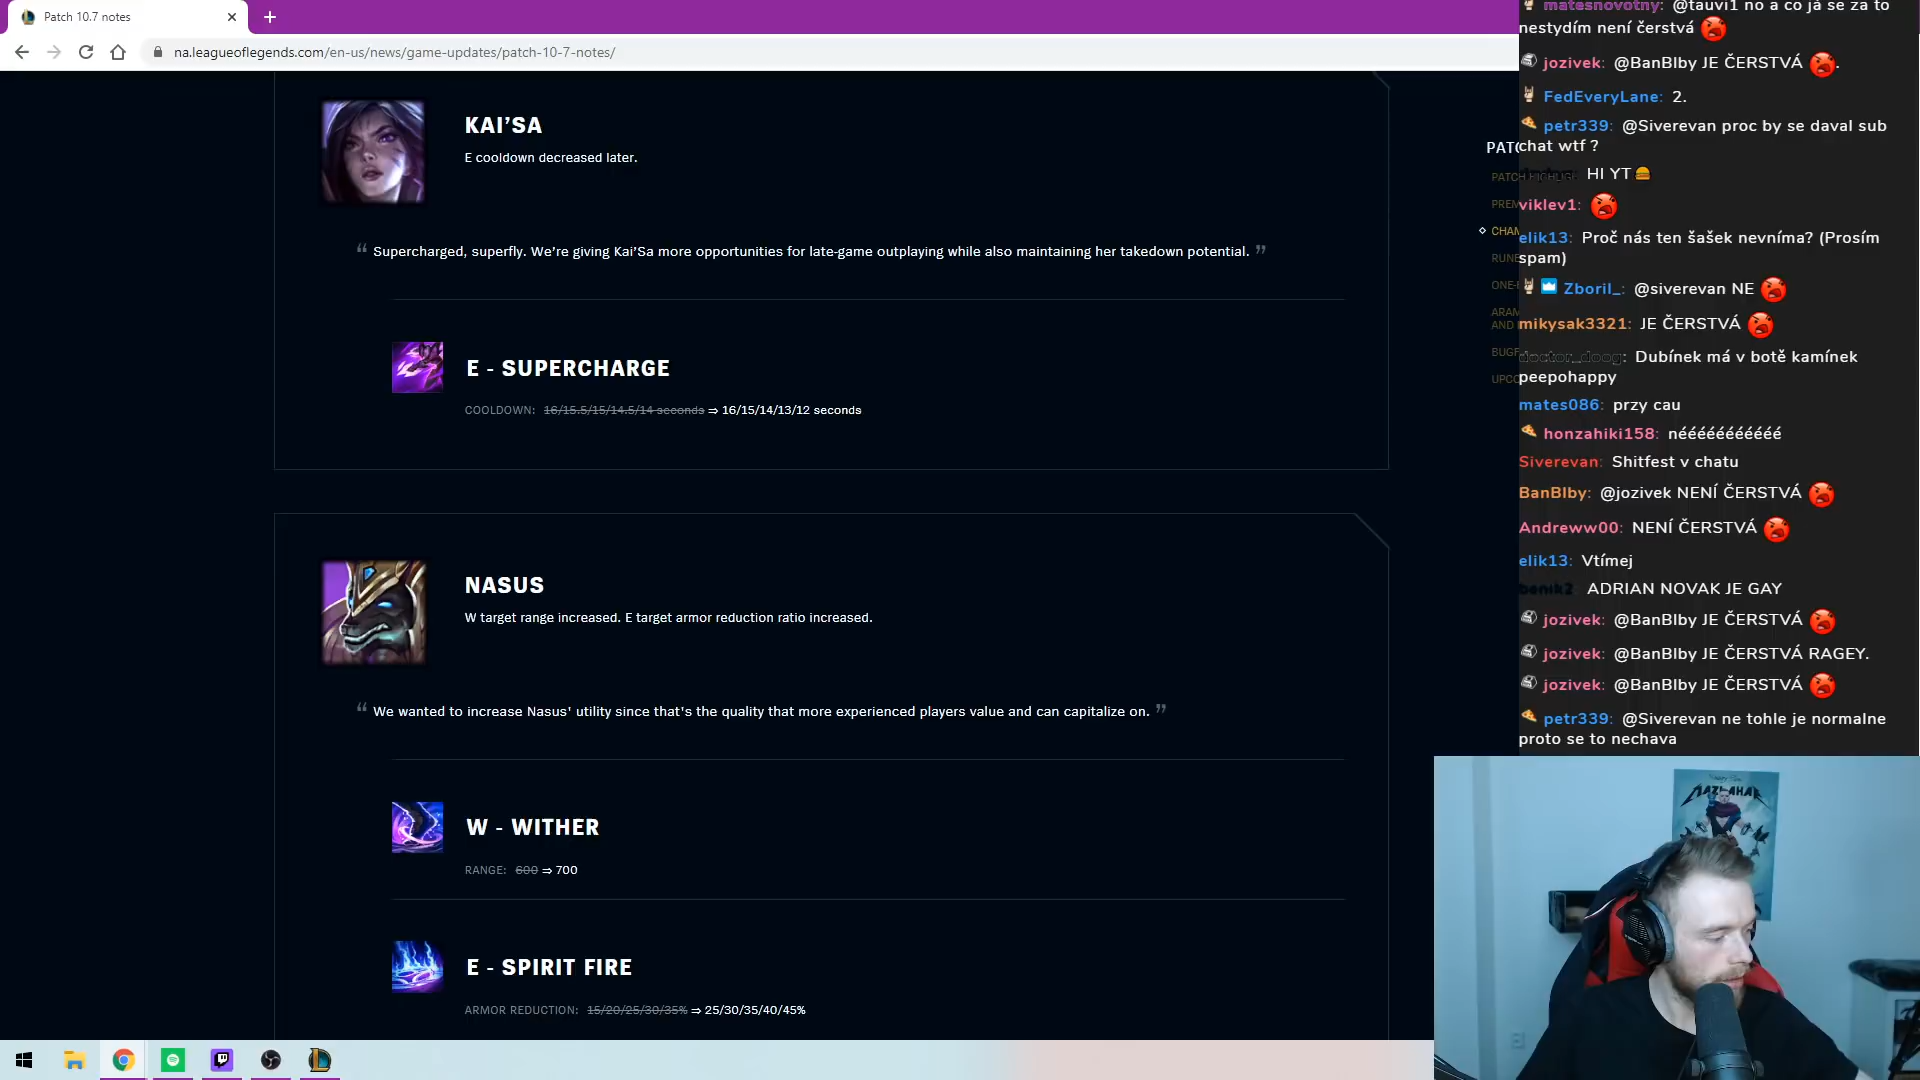 Patch 10.7 notes
na.leagueoflegends.com/en-us/news/game-updates/patch-10-7-notes/
KAI'SA
E cooldown decreased later.
“ Supercharged, superfly. We're giving Kai'Sa more opportunities for late-game outplaying while also maintaining her takedown potential. ”
E - SUPERCHARGE
COOLDOWN: 16/15.5/15/14.5/14 seconds ⇒ 16/15/14/13/12 seconds
NASUS
W target range increased. E target armor reduction ratio increased.
“ We wanted to increase Nasus' utility since that's the quality that more experienced players value and can capitalize on. ”
W - WITHER
RANGE: 600 ⇒ 700
E - SPIRIT FIRE
ARMOR REDUCTION: 15/20/25/30/35% ⇒ 25/30/35/40/45%
matesnovotny: @tauvi1 no a co já se za to
nestydím není čerstvá
jozivek: @BanBlby JE ČERSTVÁ .
FedEveryLane: 2.
petr339: @Siverevan proc by se daval sub
chat wtf ?
HI YT
viklev1:
elik13: Proč nás ten šašek nevníma? (Prosím
spam)
Zboril_: @siverevan NE
mikysak3321: JE ČERSTVÁ
doctor_doog: Dubínek má v botě kamínek
peepohappy
mates086: przy cau
honzahiki158: nééééééééééé
Siverevan: Shitfest v chatu
BanBlby: @jozivek NENÍ ČERSTVÁ
Andreww00: NENÍ ČERSTVÁ
elik13: Vtímej
benik2 ADRIAN NOVAK JE GAY
jozivek: @BanBlby JE ČERSTVÁ
jozivek: @BanBlby JE ČERSTVÁ RAGEY.
jozivek: @BanBlby JE ČERSTVÁ
petr339: @Siverevan ne tohle je normalne
proto se to nechava